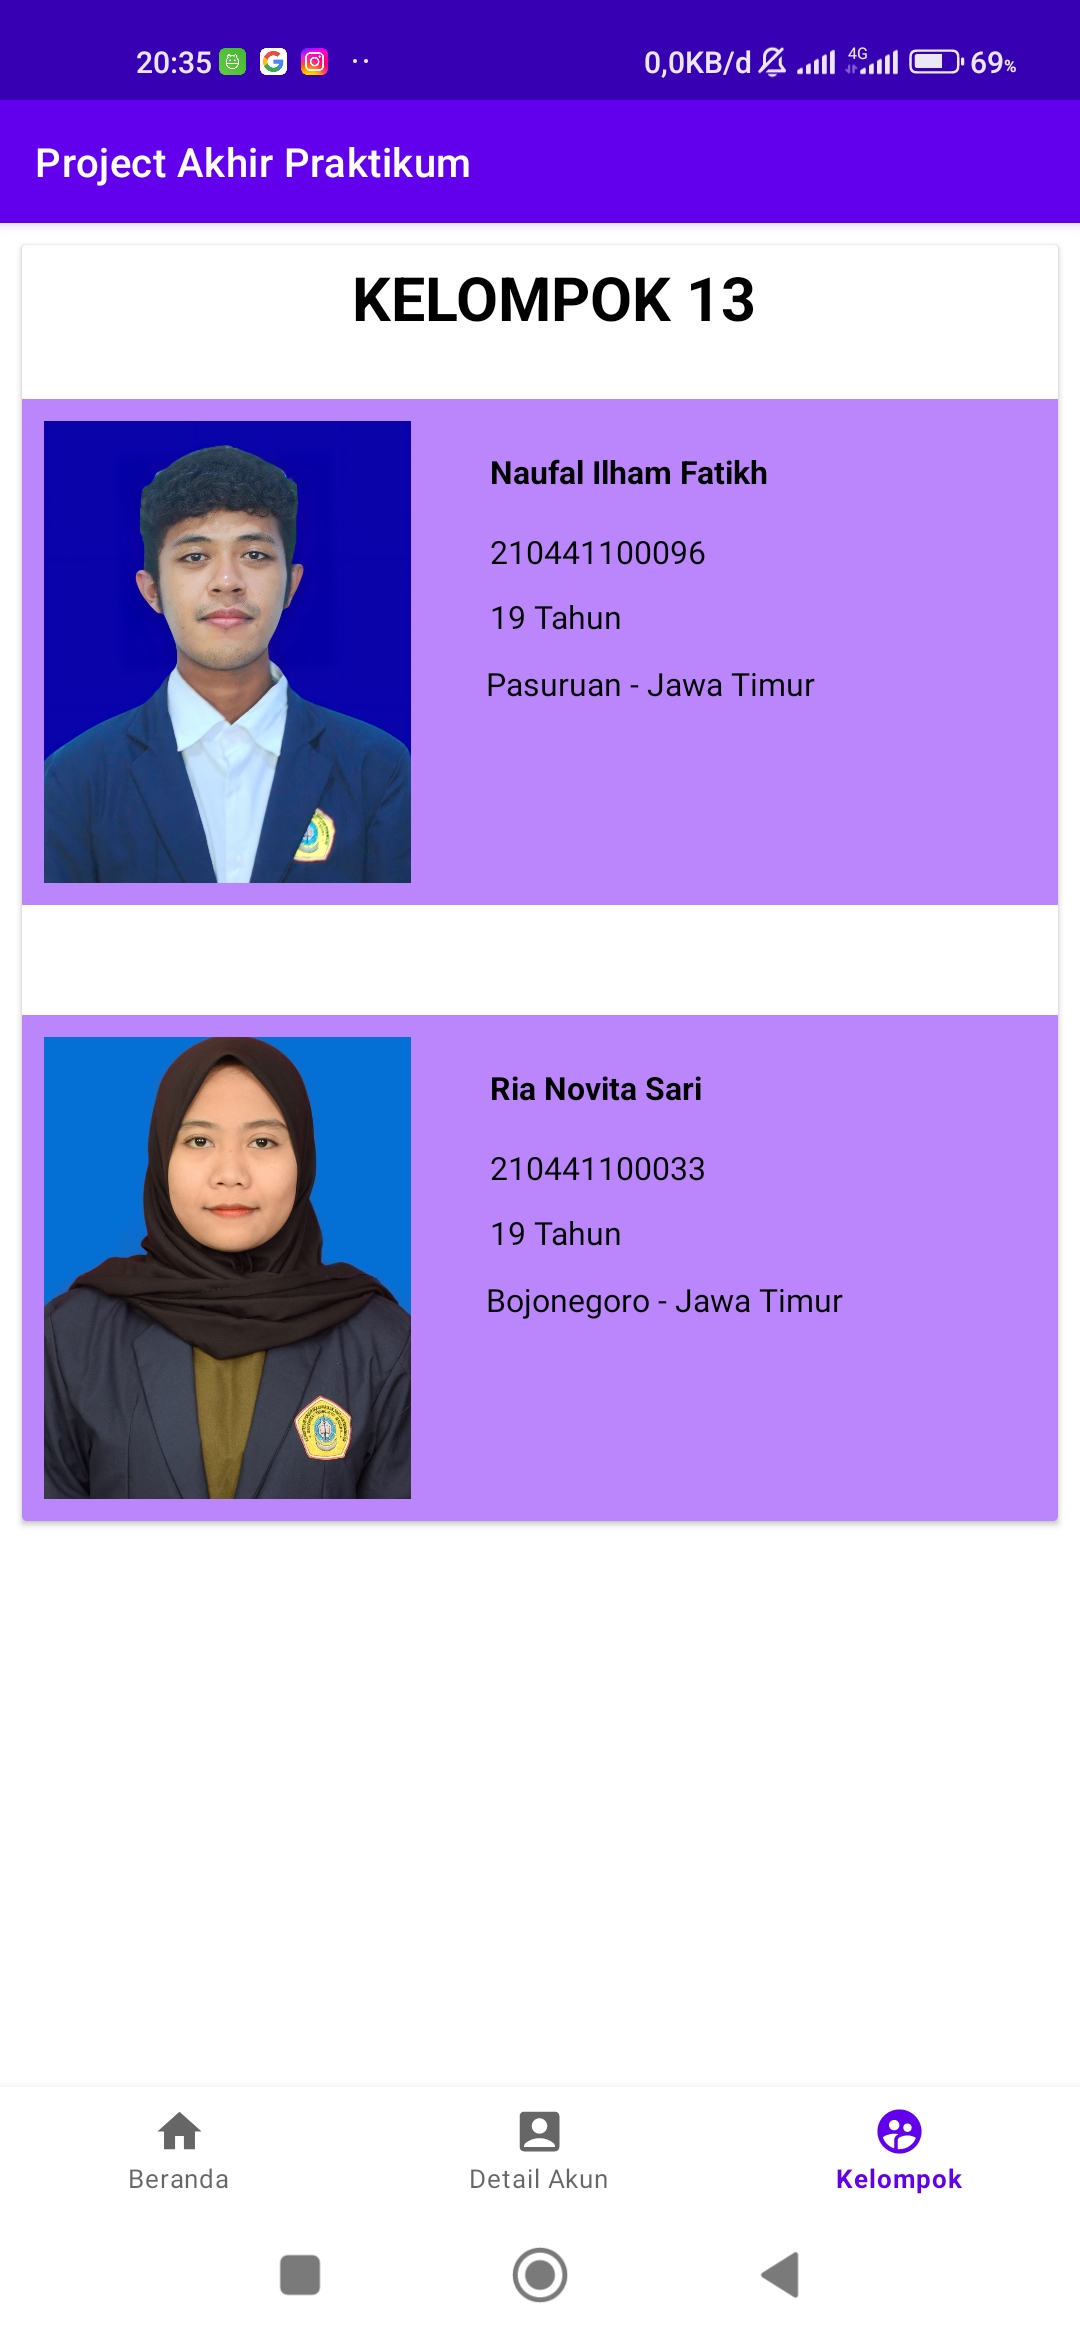 20:35
0,0KB/d 4G 69%
Project Akhir Praktikum
KELOMPOK 13
Naufal Ilham Fatikh
210441100096
19 Tahun
Pasuruan - Jawa Timur
Ria Novita Sari
210441100033
19 Tahun
Bojonegoro - Jawa Timur
Beranda
Detail Akun
Kelompok